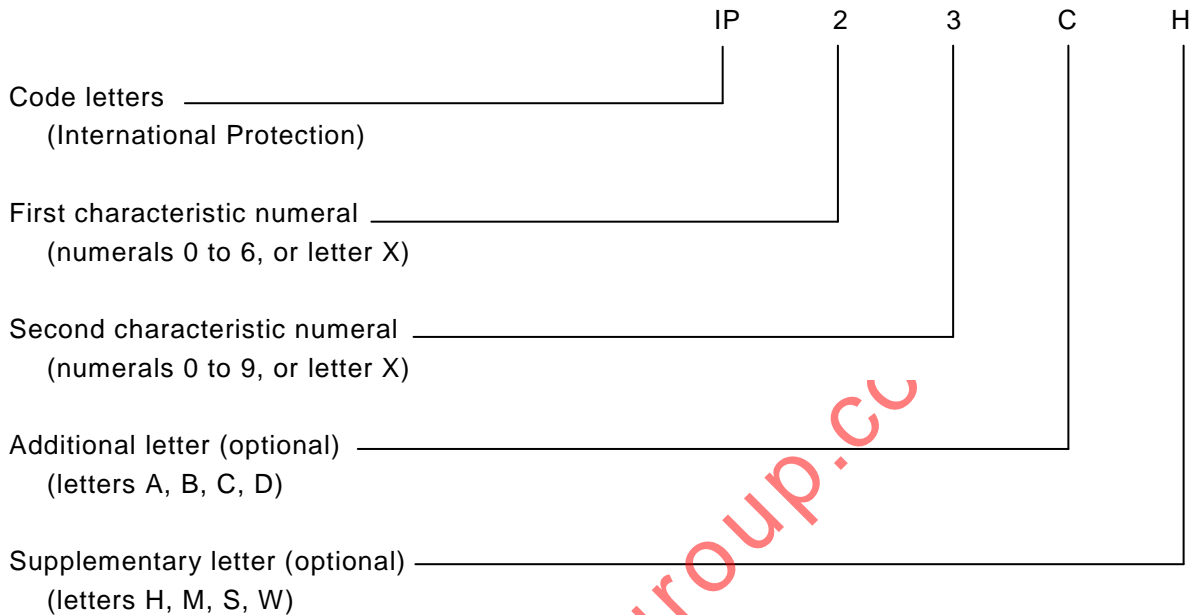 IP 2 3 C H
Code letters
(International Protection)
First characteristic numeral
(numerals 0 to 6, or letter X)
Second characteristic numeral
(numerals 0 to 9, or letter X)
Additional letter (optional)
(letters A, B, C, D)
Supplementary letter (optional)
(letters H, M, S, W)